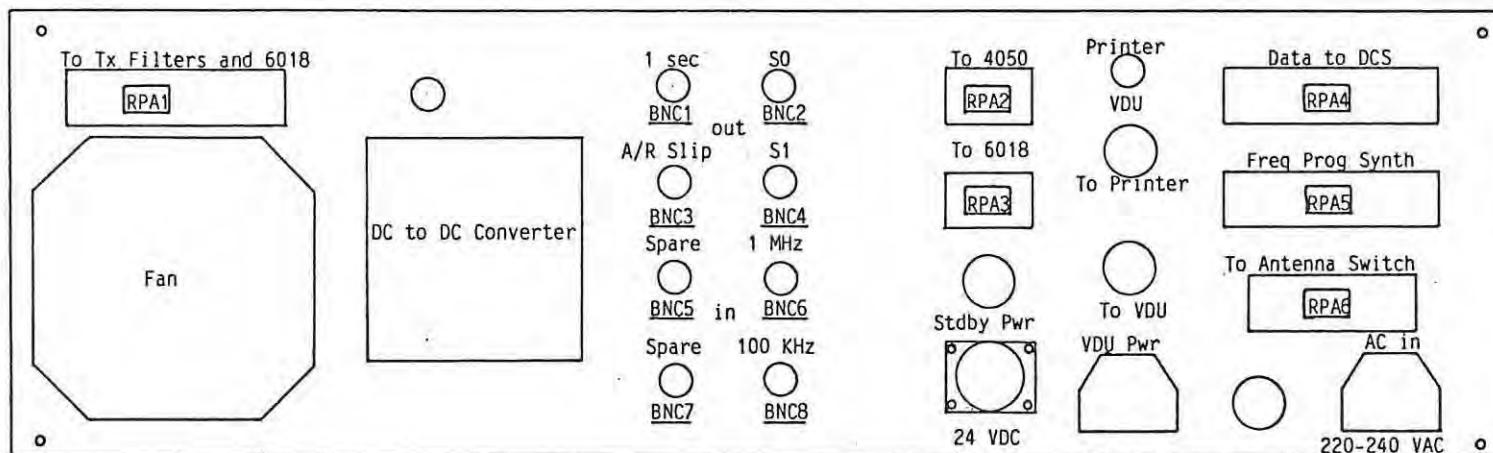 To Tx Filters and 6018
RPA1
Fan
DC to DC Converter
1 sec
S0
BNC1
BNC2
out
A/R Slip
S1
BNC3
BNC4
Spare
1 MHz
BNC5
in
BNC6
Spare
100 KHz
BNC7
BNC8
To 4050
RPA2
To 6018
RPA3
Stdby Pwr
24 VDC
Printer
VDU
To Printer
To VDU
VDU Pwr
Data to DCS
RPA4
Freq Prog Synth
RPA5
To Antenna Switch
RPA6
AC in
220-240 VAC